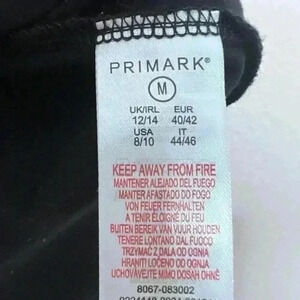 PRIMARK®
M
UK/IRL EUR
12/14 40/42
USA IT
8/10 44/46
KEEP AWAY FROM FIRE
MANTENER ALEJADO DEL FUEGO
MANTER AFASTADO DO FOGO
VON FEUER FERNHALTEN
A TENIR ÉLOIGNÉ DU FEU
BUITEN BEREIK VAN VUUR HOUDEN
TENERE LONTANO DAL FUOCO
TRZYMAĆ Z DALA OD OGNIA
HRANITI LOČENO OD OGNJA
UCHOVÁVEJTE MIMO DOSAH OHNĚ
8067-083002